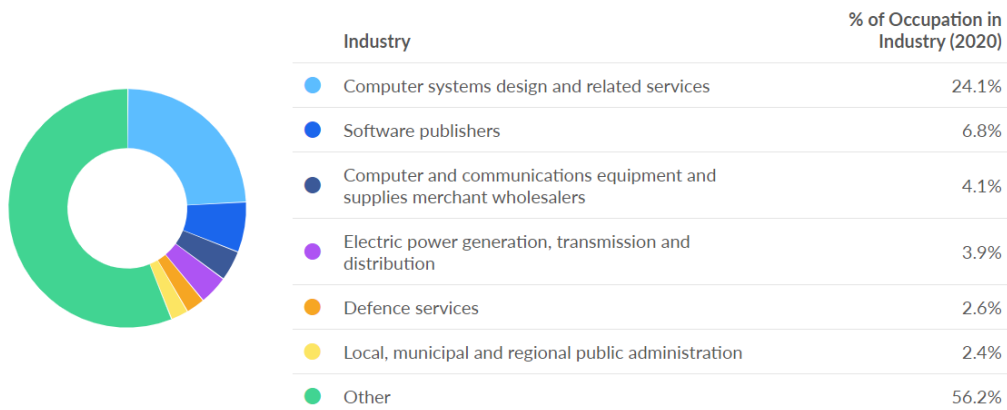 Industry
% of Occupation in
Industry (2020)
Computer systems design and related services
24.1%
Software publishers
6.8%
Computer and communications equipment and
supplies merchant wholesalers
4.1%
Electric power generation, transmission and
distribution
3.9%
Defence services
2.6%
Local, municipal and regional public administration
2.4%
Other
56.2%